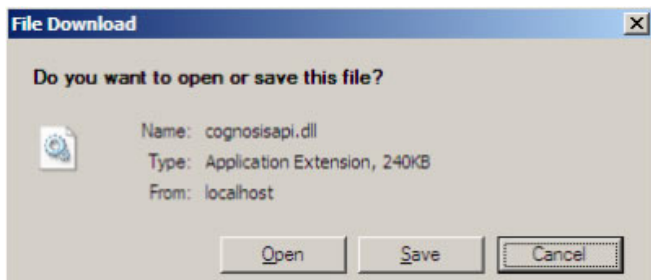 File Download
Do you want to open or save this file?
Name: cognosisapi.dll
Type: Application Extension, 240KB
From: localhost
Open Save Cancel